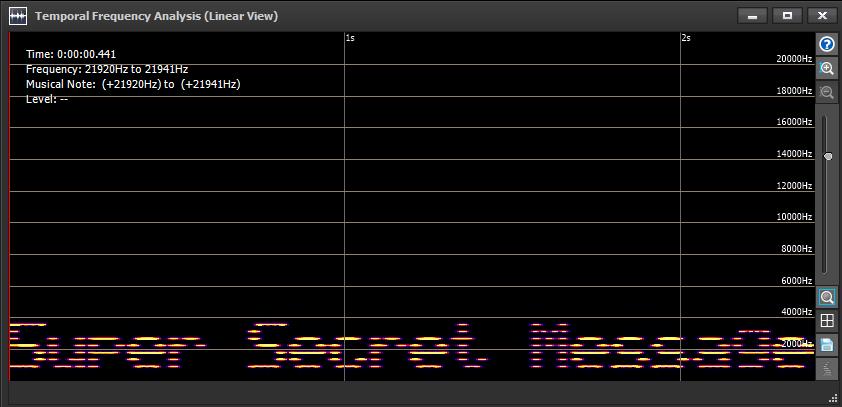 Temporal Frequency Analysis (Linear View)
1s
2s
Time: 0:00:00.441
Frequency: 21920Hz to 21941Hz
Musical Note: (+21920Hz) to (+21941Hz)
Level: --
20000Hz
18000Hz
16000Hz
14000Hz
12000Hz
10000Hz
8000Hz
6000Hz
4000Hz
2000Hz